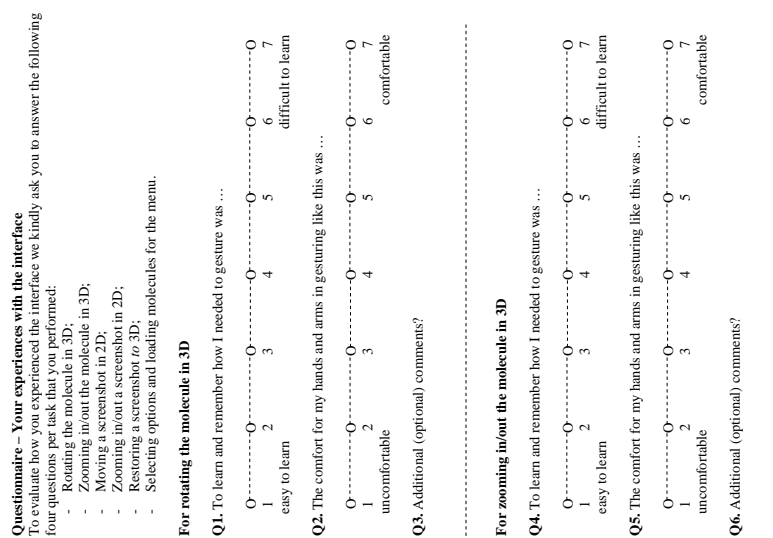 Questionnaire – Your experiences with the interface
To evaluate how you experienced the interface we kindly ask you to answer the following
four questions per task that you performed:
- Rotating the molecule in 3D;
- Zooming in/out the molecule in 3D;
- Moving a screenshot in 2D;
- Zooming in/out a screenshot in 2D;
- Restoring a screenshot to 3D;
- Selecting options and loading molecules for the menu.
For rotating the molecule in 3D
Q1. To learn and remember how I needed to gesture was …
O-----------O-----------O-----------O-----------O-----------O-----------O
1 2 3 4 5 6 7
easy to learn difficult to learn
Q2. The comfort for my hands and arms in gesturing like this was …
O-----------O-----------O-----------O-----------O-----------O-----------O
1 2 3 4 5 6 7
uncomfortable comfortable
Q3. Additional (optional) comments?
For zooming in/out the molecule in 3D
Q4. To learn and remember how I needed to gesture was …
O-----------O-----------O-----------O-----------O-----------O-----------O
1 2 3 4 5 6 7
easy to learn difficult to learn
Q5. The comfort for my hands and arms in gesturing like this was …
O-----------O-----------O-----------O-----------O-----------O-----------O
1 2 3 4 5 6 7
uncomfortable comfortable
Q6. Additional (optional) comments?